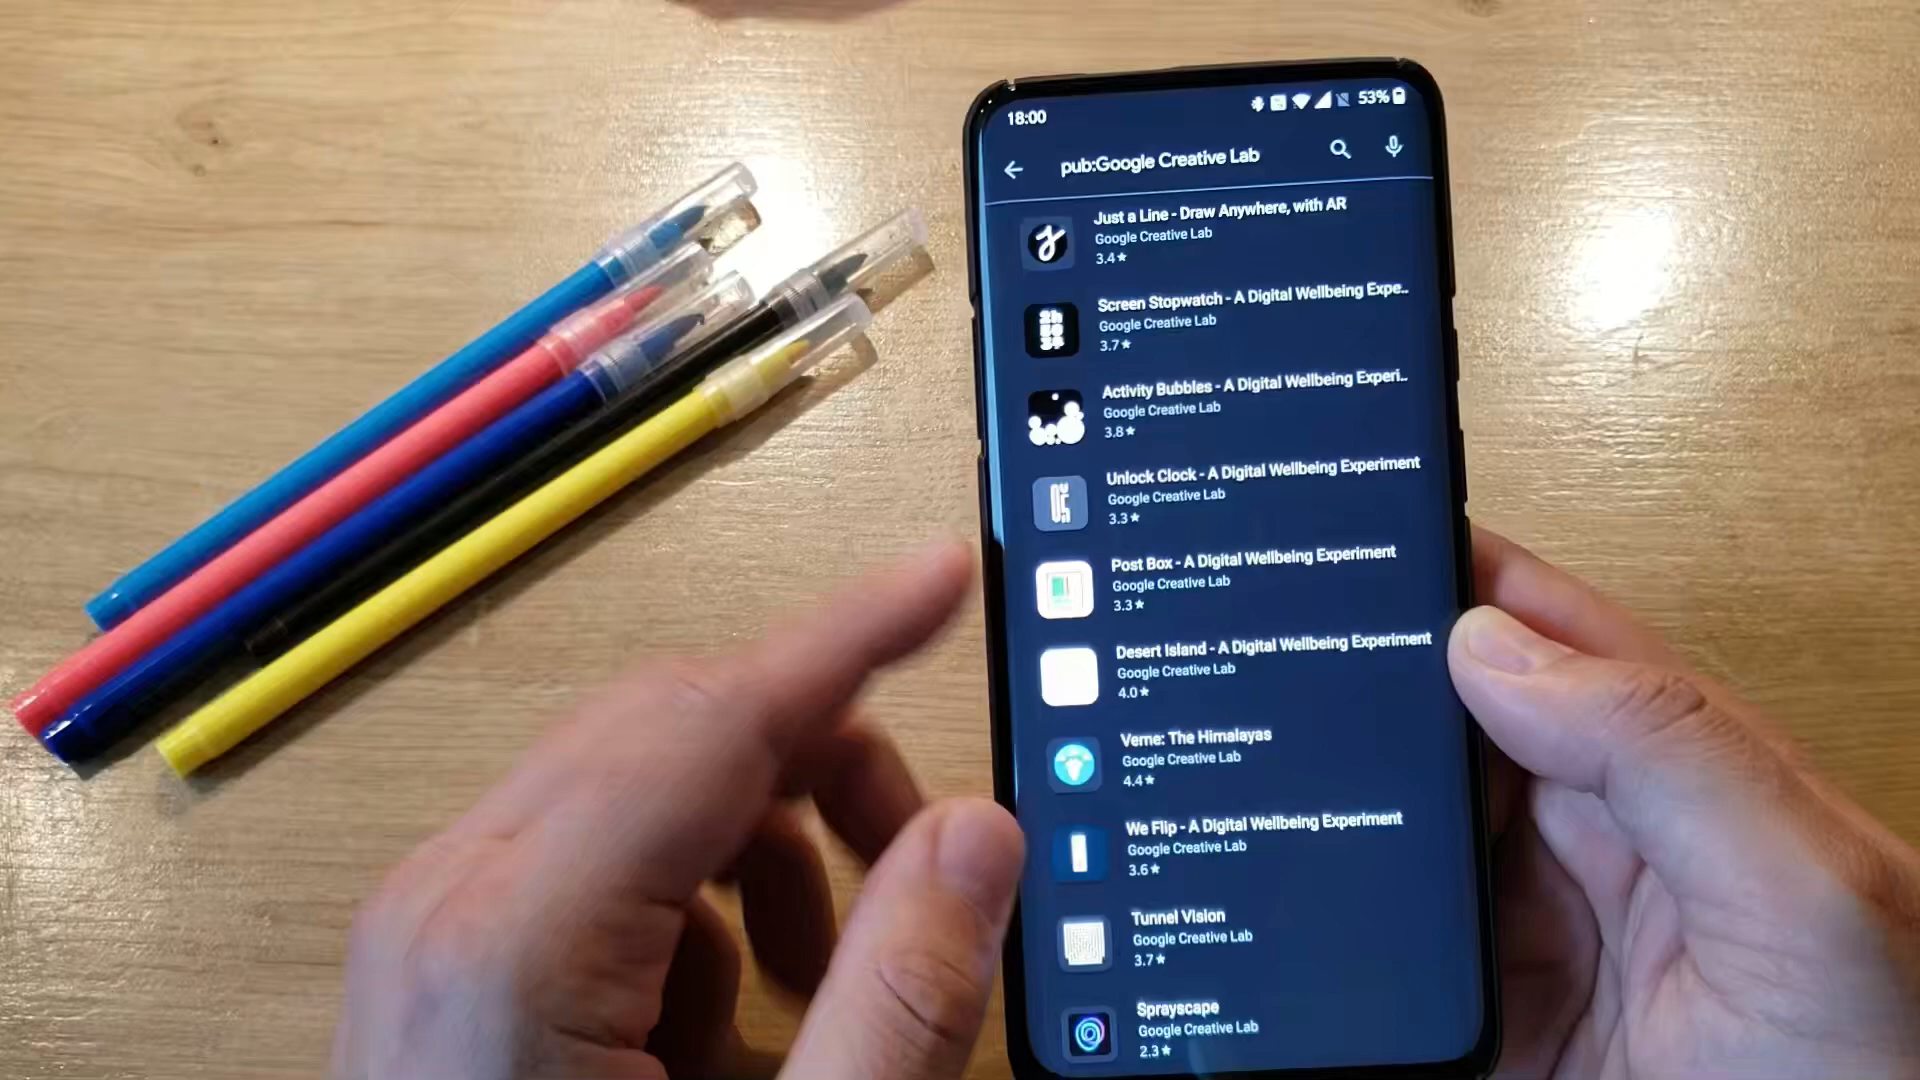 18:00
53%
pub:Google Creative Lab
Just a Line - Draw Anywhere, with AR
Google Creative Lab
3.4★
Screen Stopwatch - A Digital Wellbeing Expe..
Google Creative Lab
3.7★
Activity Bubbles - A Digital Wellbeing Experi..
Google Creative Lab
3.8★
Unlock Clock - A Digital Wellbeing Experiment
Google Creative Lab
3.3★
Post Box - A Digital Wellbeing Experiment
Google Creative Lab
3.3★
Desert Island - A Digital Wellbeing Experiment
Google Creative Lab
4.0★
Verne: The Himalayas
Google Creative Lab
4.4★
We Flip - A Digital Wellbeing Experiment
Google Creative Lab
3.6★
Tunnel Vision
Google Creative Lab
3.7★
Sprayscape
Google Creative Lab
2.3★